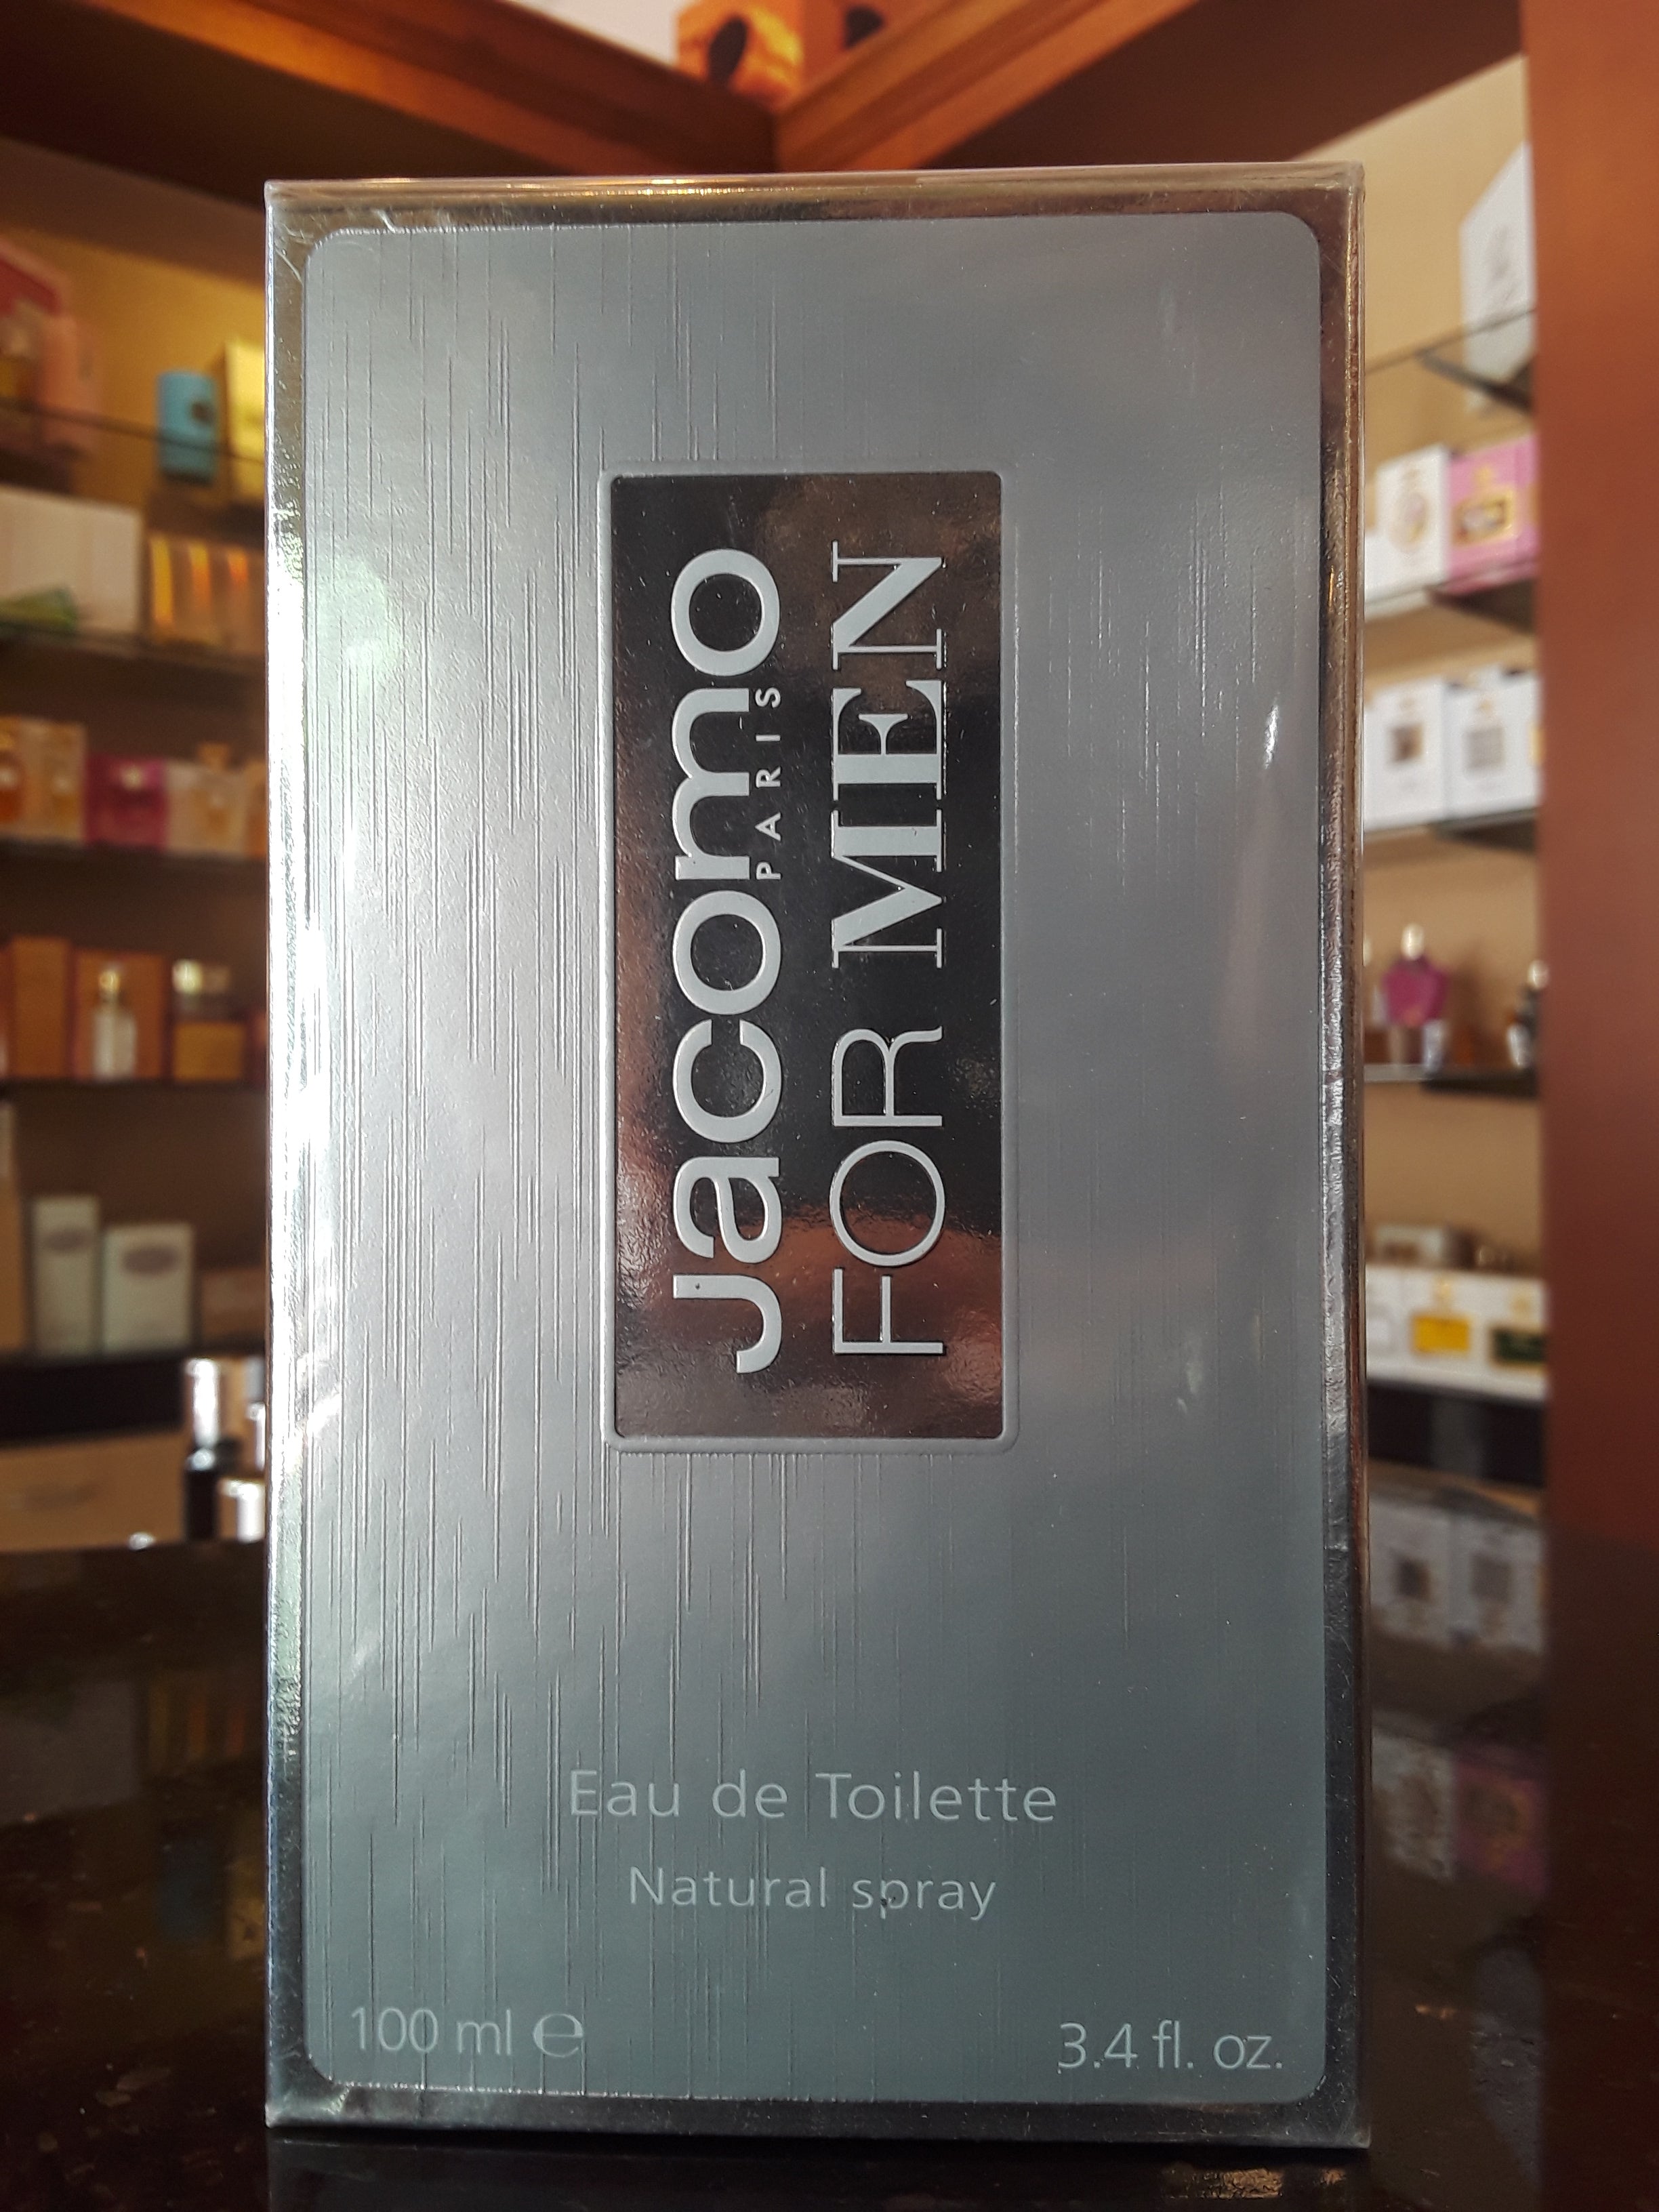 Jacomo
PARIS
FOR MEN
Eau de Toilette
Natural spray
100 ml ℮
3.4 fl. oz.